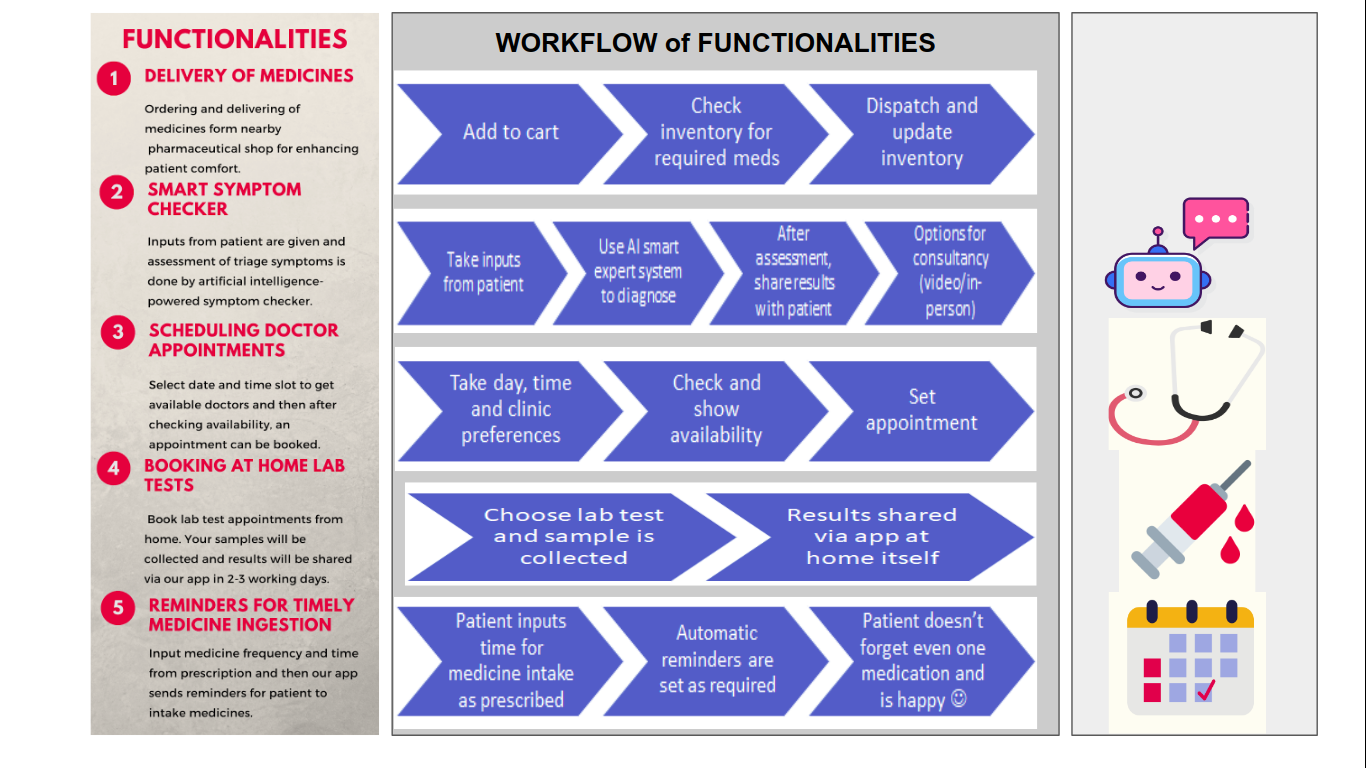 FUNCTIONALITIES
1
DELIVERY OF MEDICINES
Ordering and delivering of
medicines form nearby
pharmaceutical shop for enhancing
patient comfort.
2
SMART SYMPTOM
CHECKER
Inputs from patient are given and
assessment of triage symptoms is
done by artificial intelligence-
powered symptom checker.
3
SCHEDULING DOCTOR
APPOINTMENTS
Select date and time slot to get
available doctors and then after
checking availability, an
appointment can be booked.
4
BOOKING AT HOME LAB
TESTS
Book lab test appointments from
home. Your samples will be
collected and results will be shared
via our app in 2-3 working days.
5
REMINDERS FOR TIMELY
MEDICINE INGESTION
Input medicine frequency and time
from prescription and then our app
sends reminders for patient to
intake medicines.
WORKFLOW of FUNCTIONALITIES
Add to cart
Check
inventory for
required meds
Dispatch and
update
inventory
Take inputs
from patient
Use AI smart
expert system
to diagnose
After
assessment,
share results
with patient
Options for
consultancy
(video/in-
person)
Take day, time
and clinic
preferences
Check and
show
availability
Set
appointment
Choose lab test
and sample is
collected
Results shared
via app at
home itself
Patient inputs
time for
medicine intake
as prescribed
Automatic
reminders are
set as required
Patient doesn't
forget even one
medication and
is happy ☺